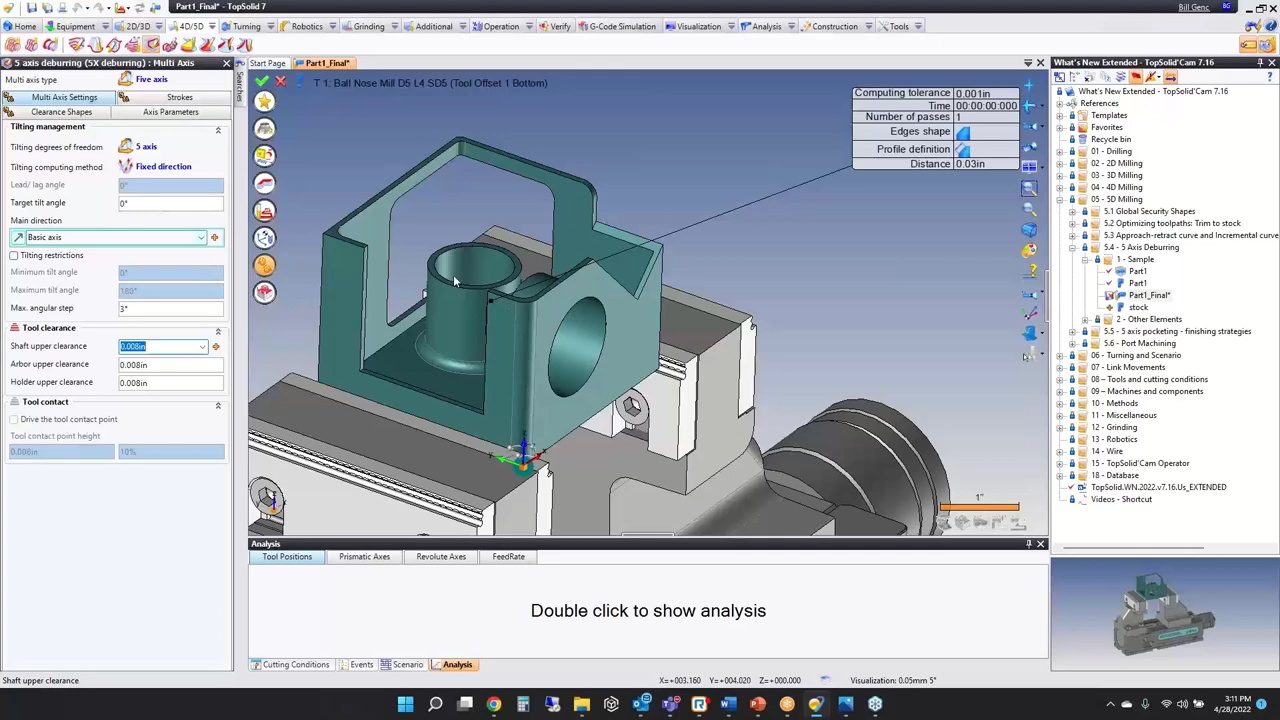 Part1_Final* - TopSolid 7
Bill Genc
Home
Equipment
2D/3D
4D/5D
Turning
Robotics
Grinding
Additional
Operation
Verify
G-Code Simulation
Visualization
Analysis
Construction
Tools
5 axis deburring (5X deburring) : Multi Axis
Multi axis type
Five axis
Multi Axis Settings
Strokes
Clearance Shapes
Axis Parameters
Tilting management
Tilting degrees of freedom
5 axis
Tilting computing method
Fixed direction
Lead/ lag angle
0°
Target tilt angle
0°
Main direction
Basic axis
Tilting restrictions
Minimum tilt angle
0°
Maximum tilt angle
180°
Max. angular step
3°
Tool clearance
Shaft upper clearance
0.008in
Arbor upper clearance
0.008in
Holder upper clearance
0.008in
Tool contact
Drive the tool contact point
Tool contact point height
0.008in
10%
Shaft upper clearance
Searches
Start Page
Part1_Final*
T 1: Ball Nose Mill D5 L4 SD5 (Tool Offset 1 Bottom)
Computing tolerance 0.001in
Time 00:00:00:000
Number of passes 1
Edges shape
Profile definition
Distance 0.03in
1"
Analysis
Tool Positions
Prismatic Axes
Revolute Axes
FeedRate
Double click to show analysis
Cutting Conditions
Events
Scenario
Analysis
X=+003.160 Y=+004.020 Z=+000.000
Visualization: 0.05mm 5°
What's New Extended - TopSolid'Cam 7.16
What's New Extended - TopSolid'Cam 7.16
References
Templates
Favorites
Recycle bin
01 - Drilling
02 - 2D Milling
03 - 3D Milling
04 - 4D Milling
05 - 5D Milling
5.1 Global Security Shapes
5.2 Optimizing toolpaths: Trim to stock
5.3 Approach-retract curve and Incremental curve
5.4 - 5 Axis Deburring
1 - Sample
Part1
Part1
Part1_Final*
stock
2 - Other Elements
5.5 - 5 axis pocketing - finishing strategies
5.6 - Port Machining
06 - Turning and Scenario
07 - Link Movements
08 – Tools and cutting conditions
09 – Machines and components
10 - Methods
11 - Miscellaneous
12 - Grinding
13 - Robotics
14 - Wire
15 - TopSolid'Cam Operator
18 - Database
TopSolid.WN.2022.v7.16.Us_EXTENDED
Videos - Shortcut
3:11 PM
4/28/2022